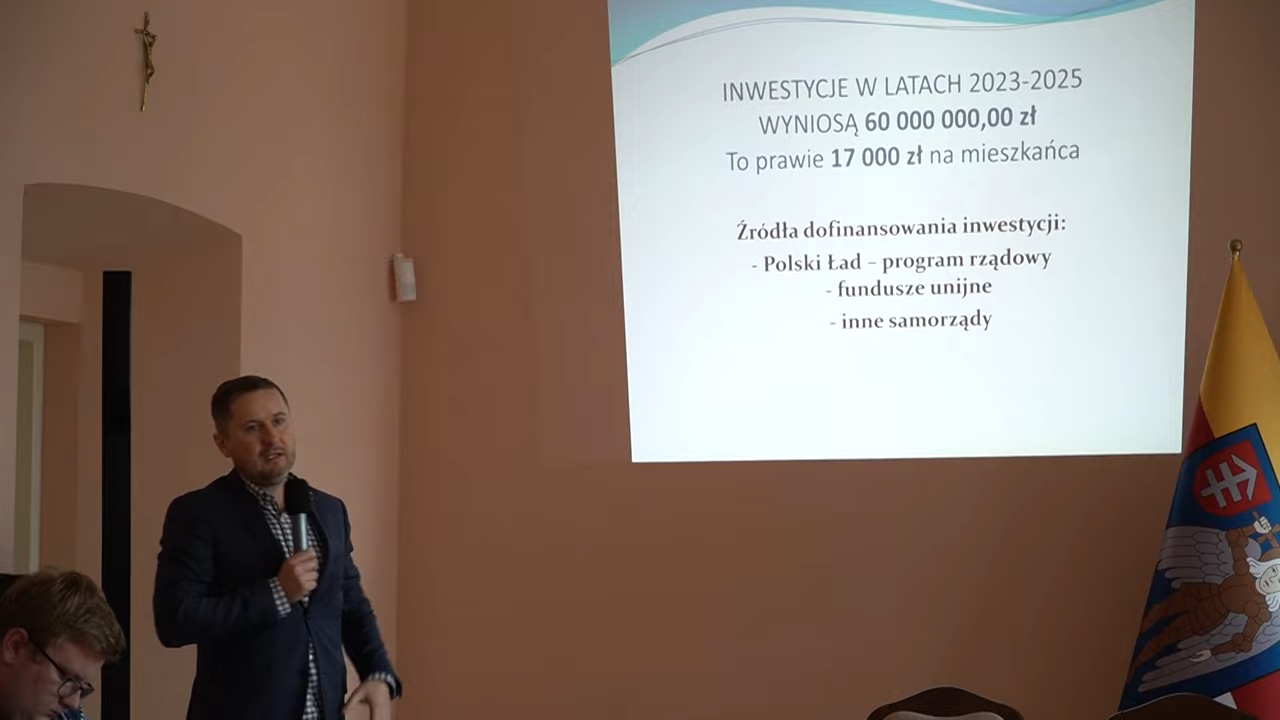 INWESTYCJE W LATACH 2023-2025
WYNIOSĄ 60 000 000,00 zł
To prawie 17 000 zł na mieszkańca
Źródła dofinansowania inwestycji:
- Polski Ład – program rządowy
- fundusze unijne
- inne samorządy